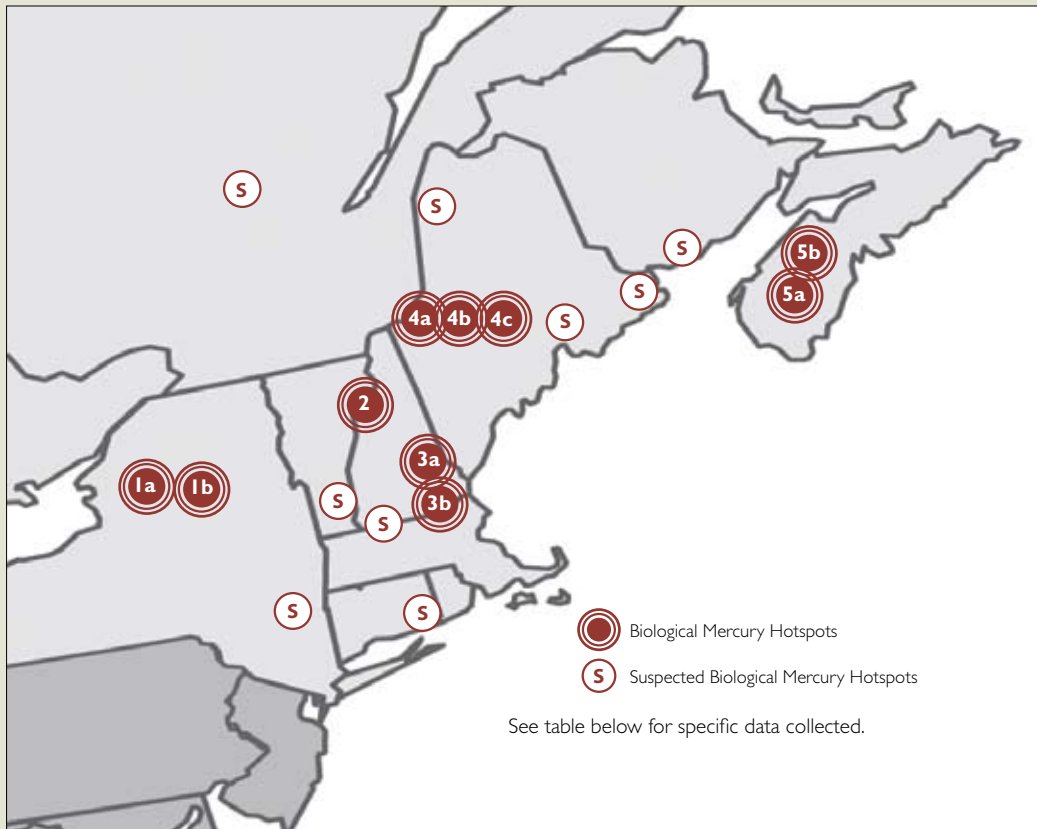 S
S
S
5b
S
5a
4a 4b 4c
S
2
3a
1a 1b
3b
S
S
S
S
Biological Mercury Hotspots
S Suspected Biological Mercury Hotspots
See table below for specific data collected.